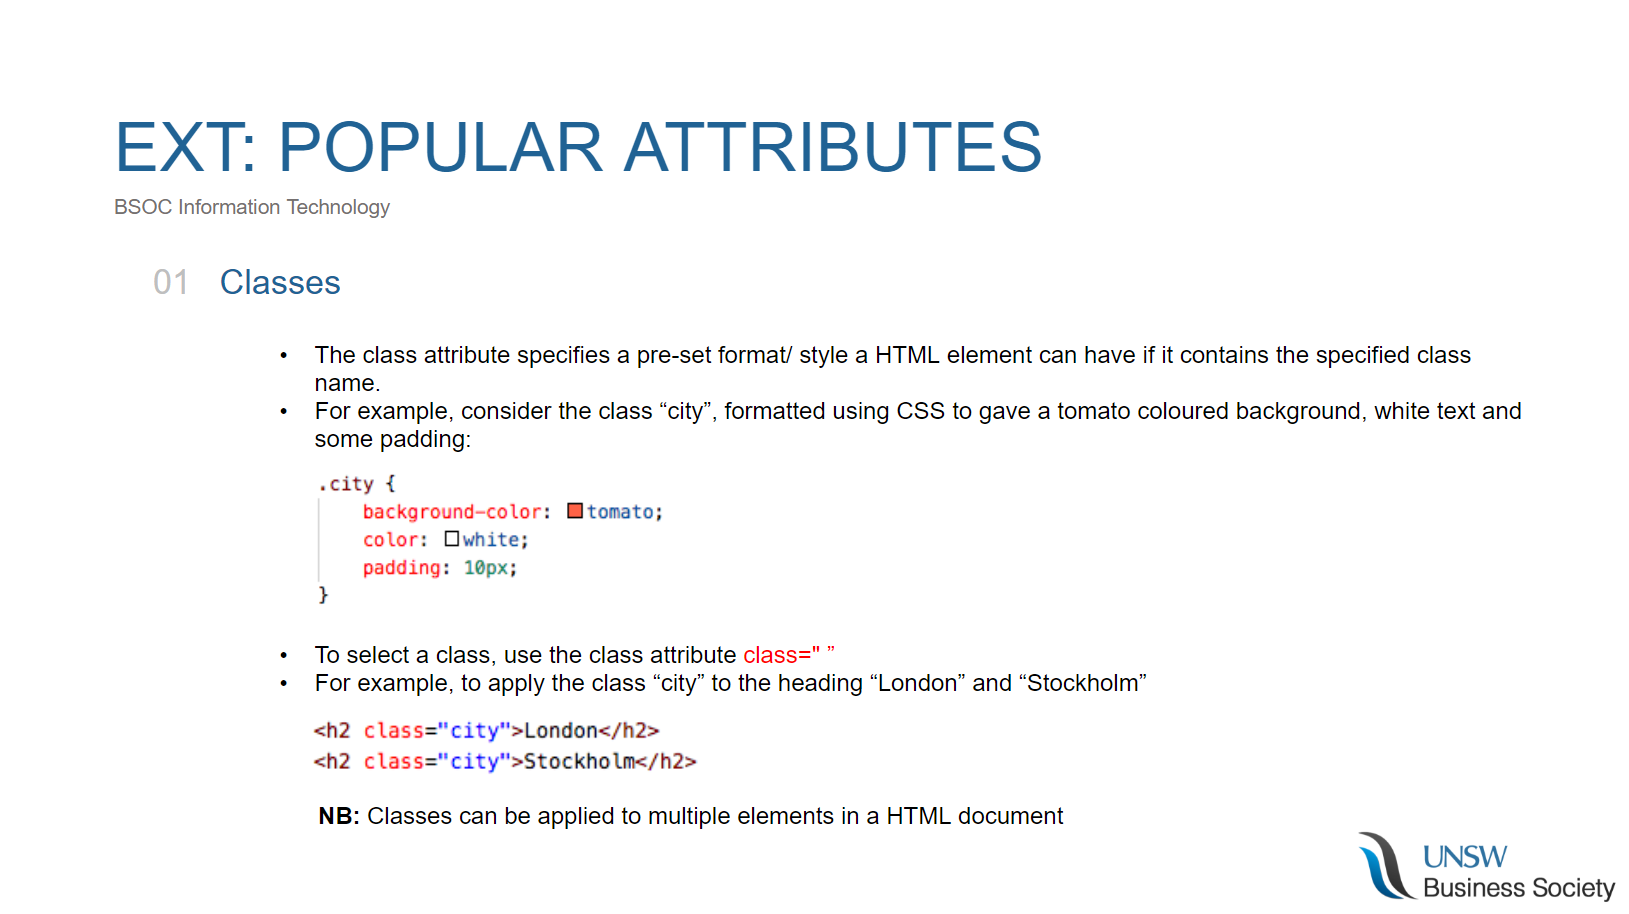 EXT: POPULAR ATTRIBUTES
BSOC Information Technology
01 Classes
• The class attribute specifies a pre-set format/ style a HTML element can have if it contains the specified class
name.
• For example, consider the class “city”, formatted using CSS to gave a tomato coloured background, white text and
some padding:
.city {
background-color: tomato;
color: white;
padding: 10px;
}
• To select a class, use the class attribute class=" ”
• For example, to apply the class “city” to the heading “London” and “Stockholm”
<h2 class="city">London</h2>
<h2 class="city">Stockholm</h2>
NB: Classes can be applied to multiple elements in a HTML document
UNSW
Business Society